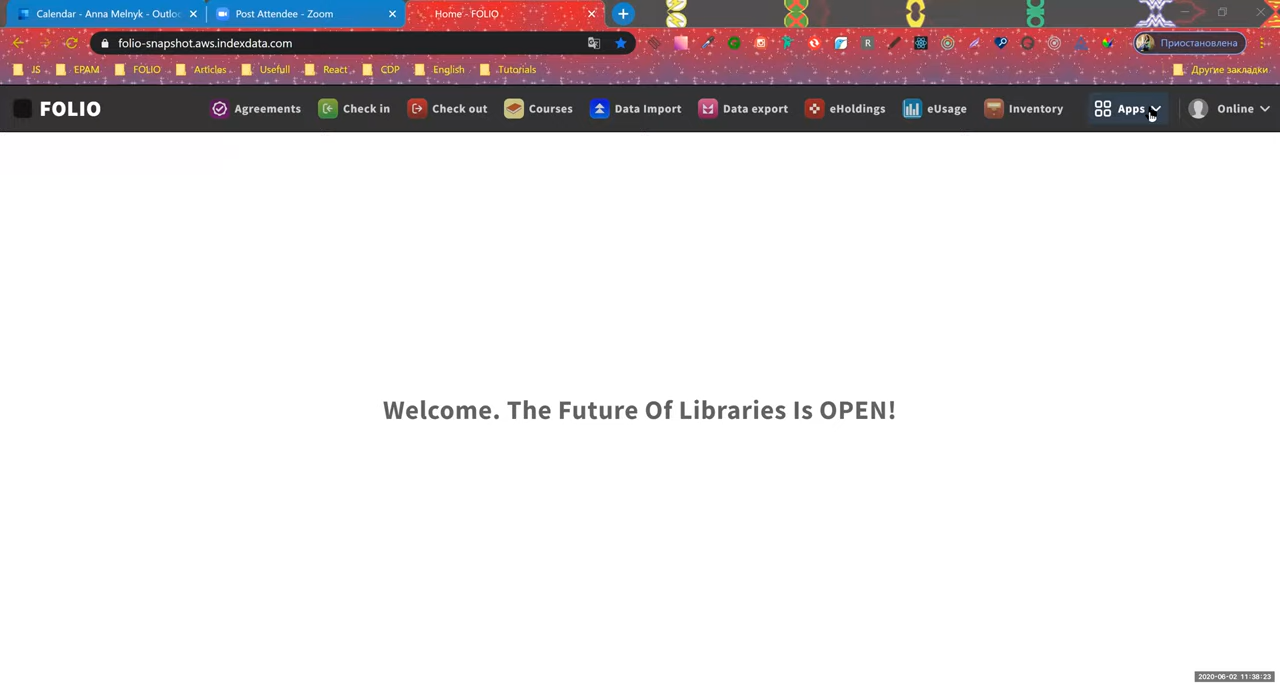 Calendar - Anna Melnyk - Outlo
Post Attendee - Zoom
Home - FOLIO
folio-snapshot.aws.indexdata.com
Приостановлена
JS
EPAM
FOLIO
Articles
Usefull
React
CDP
English
Tutorials
Другие закладки
FOLIO
Agreements
Check in
Check out
Courses
Data Import
Data export
eHoldings
eUsage
Inventory
Apps
Online
Welcome. The Future Of Libraries Is OPEN!
2020-06-02 11:38:23